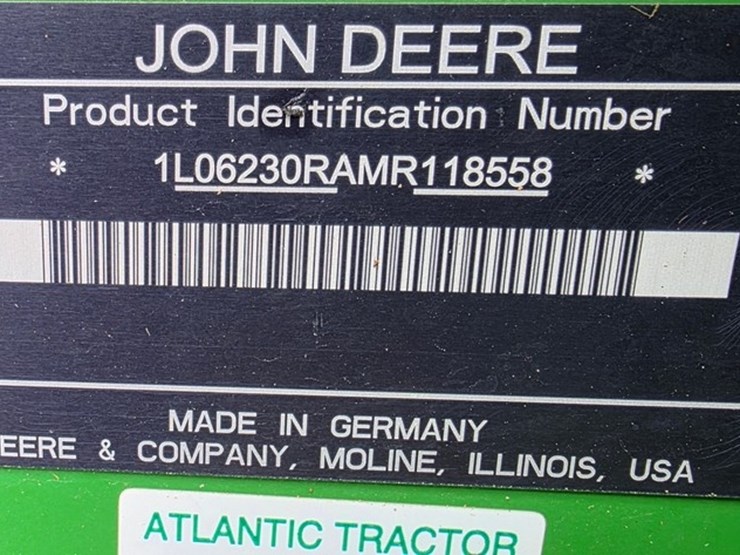 JOHN DEERE
Product Identification Number
* 1L06230RAMR118558 *
MADE IN GERMANY
EERE & COMPANY, MOLINE, ILLINOIS, USA
ATLANTIC TRACTOR